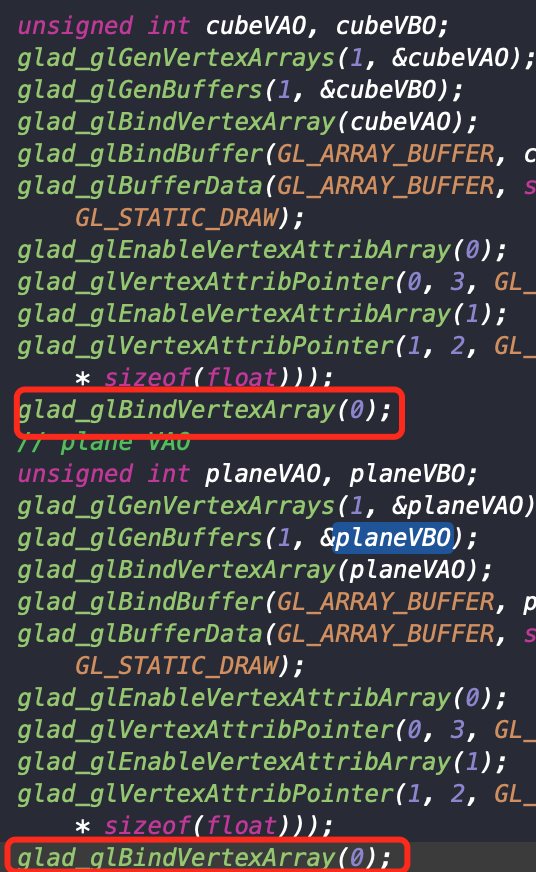 unsigned int cubeVAO, cubeVBO;
glad_glGenVertexArrays(1, &cubeVAO);
glad_glGenBuffers(1, &cubeVBO);
glad_glBindVertexArray(cubeVAO);
glad_glBindBuffer(GL_ARRAY_BUFFER, c
glad_glBufferData(GL_ARRAY_BUFFER, s
GL_STATIC_DRAW);
glad_glEnableVertexAttribArray(0);
glad_glVertexAttribPointer(0, 3, GL_
glad_glEnableVertexAttribArray(1);
glad_glVertexAttribPointer(1, 2, GL_
* sizeof(float)));
glad_glBindVertexArray(0);
// plane VAO
unsigned int planeVAO, planeVBO;
glad_glGenVertexArrays(1, &planeVAO)
glad_glGenBuffers(1, &planeVBO);
glad_glBindVertexArray(planeVAO);
glad_glBindBuffer(GL_ARRAY_BUFFER, p
glad_glBufferData(GL_ARRAY_BUFFER, s
GL_STATIC_DRAW);
glad_glEnableVertexAttribArray(0);
glad_glVertexAttribPointer(0, 3, GL_
glad_glEnableVertexAttribArray(1);
glad_glVertexAttribPointer(1, 2, GL_
* sizeof(float)));
glad_glBindVertexArray(0);